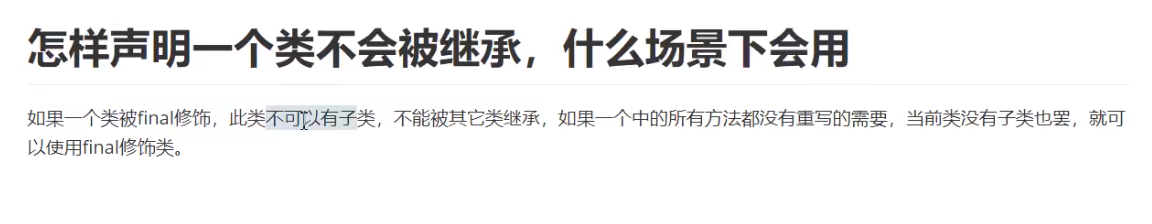 怎样声明一个类不会被继承，什么场景下会用
如果一个类被final修饰，此类不可以有子类，不能被其它类继承，如果一个中的所有方法都没有重写的需要，当前类没有子类也罢，就可
以使用final修饰类。